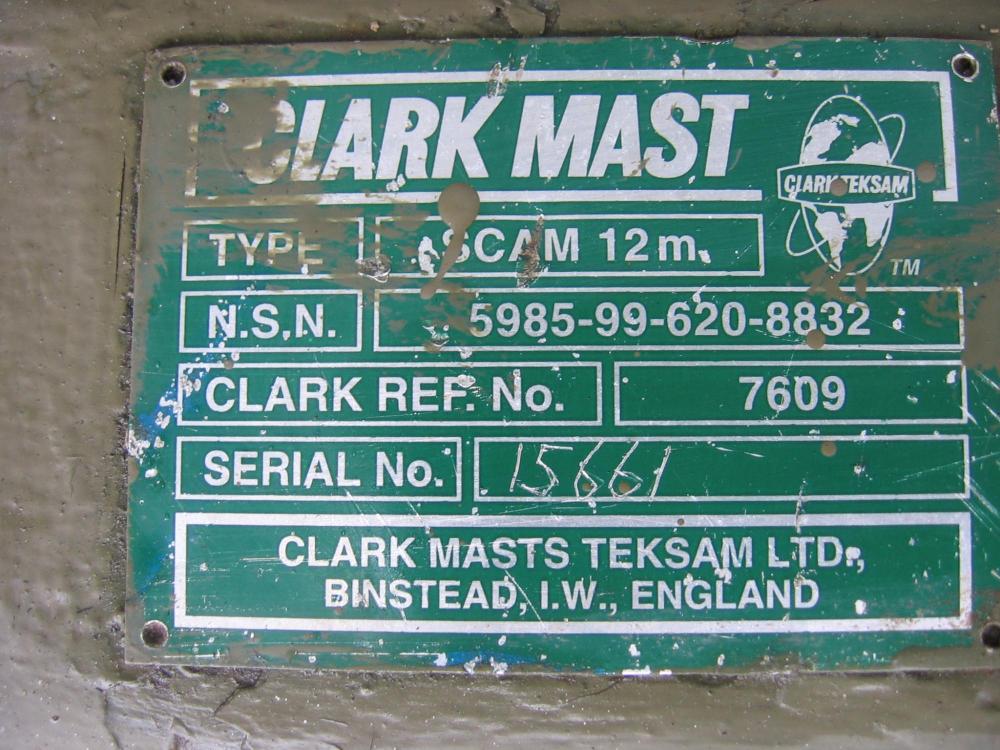 CLARK MAST
CLARK TEKSAM
TM
TYPE SCAM 12m.
N.S.N. 5985-99-620-8832
CLARK REF. No. 7609
SERIAL No. 15661
CLARK MASTS TEKSAM LTD.,
BINSTEAD, I.W., ENGLAND